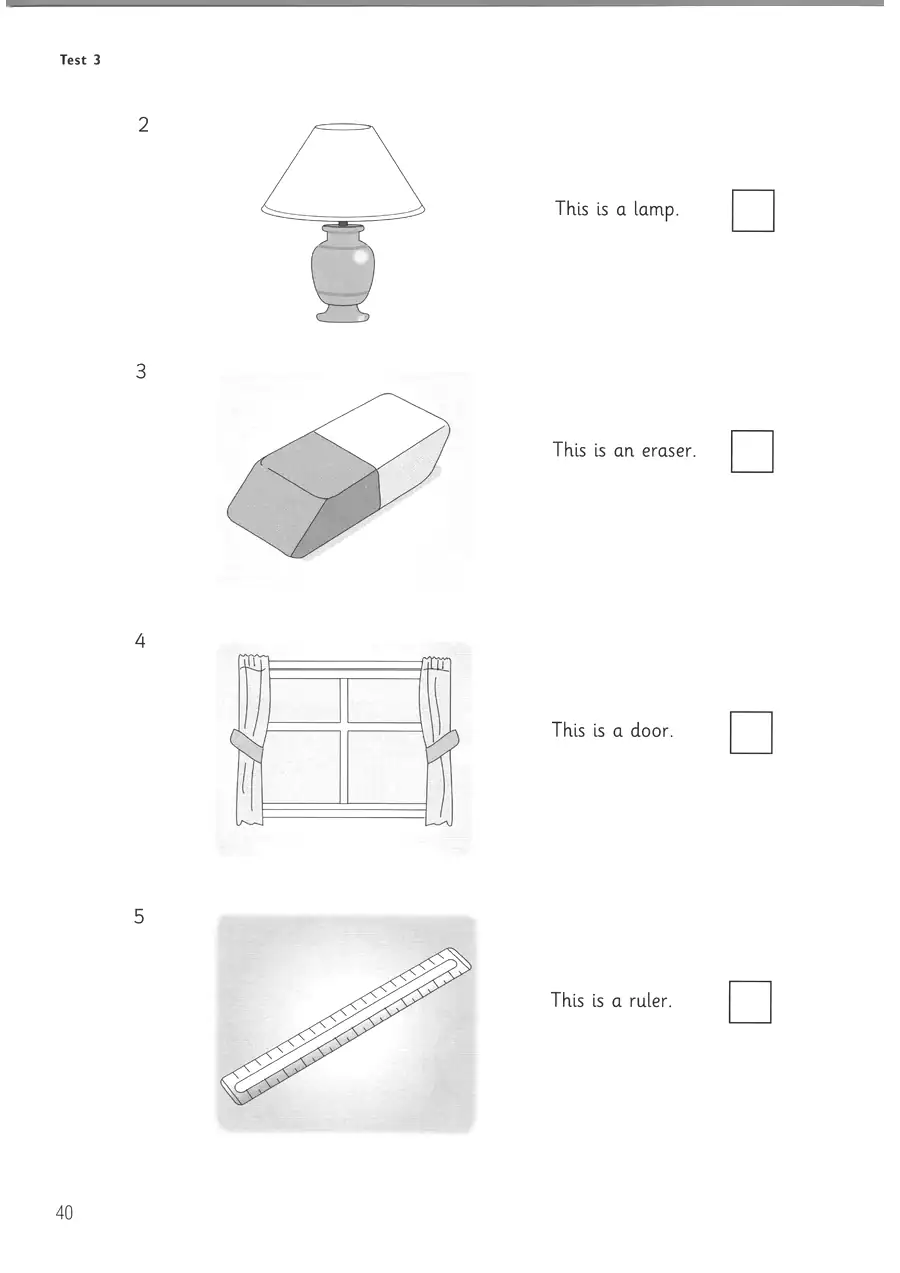 Test 3
2
This is a lamp.
3
This is an eraser.
4
This is a door.
5
This is a ruler.
40